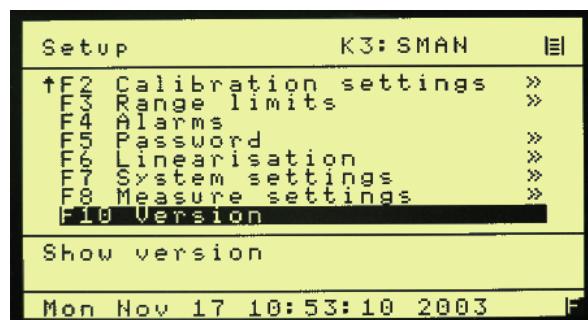 Setup K3:SMAN
↑F2 Calibration settings »
F3 Range limits »
F4 Alarms
F5 Password »
F6 Linearisation »
F7 System settings »
F8 Measure settings »
F10 Version
Show version
Mon Nov 17 10:53:10 2003 F